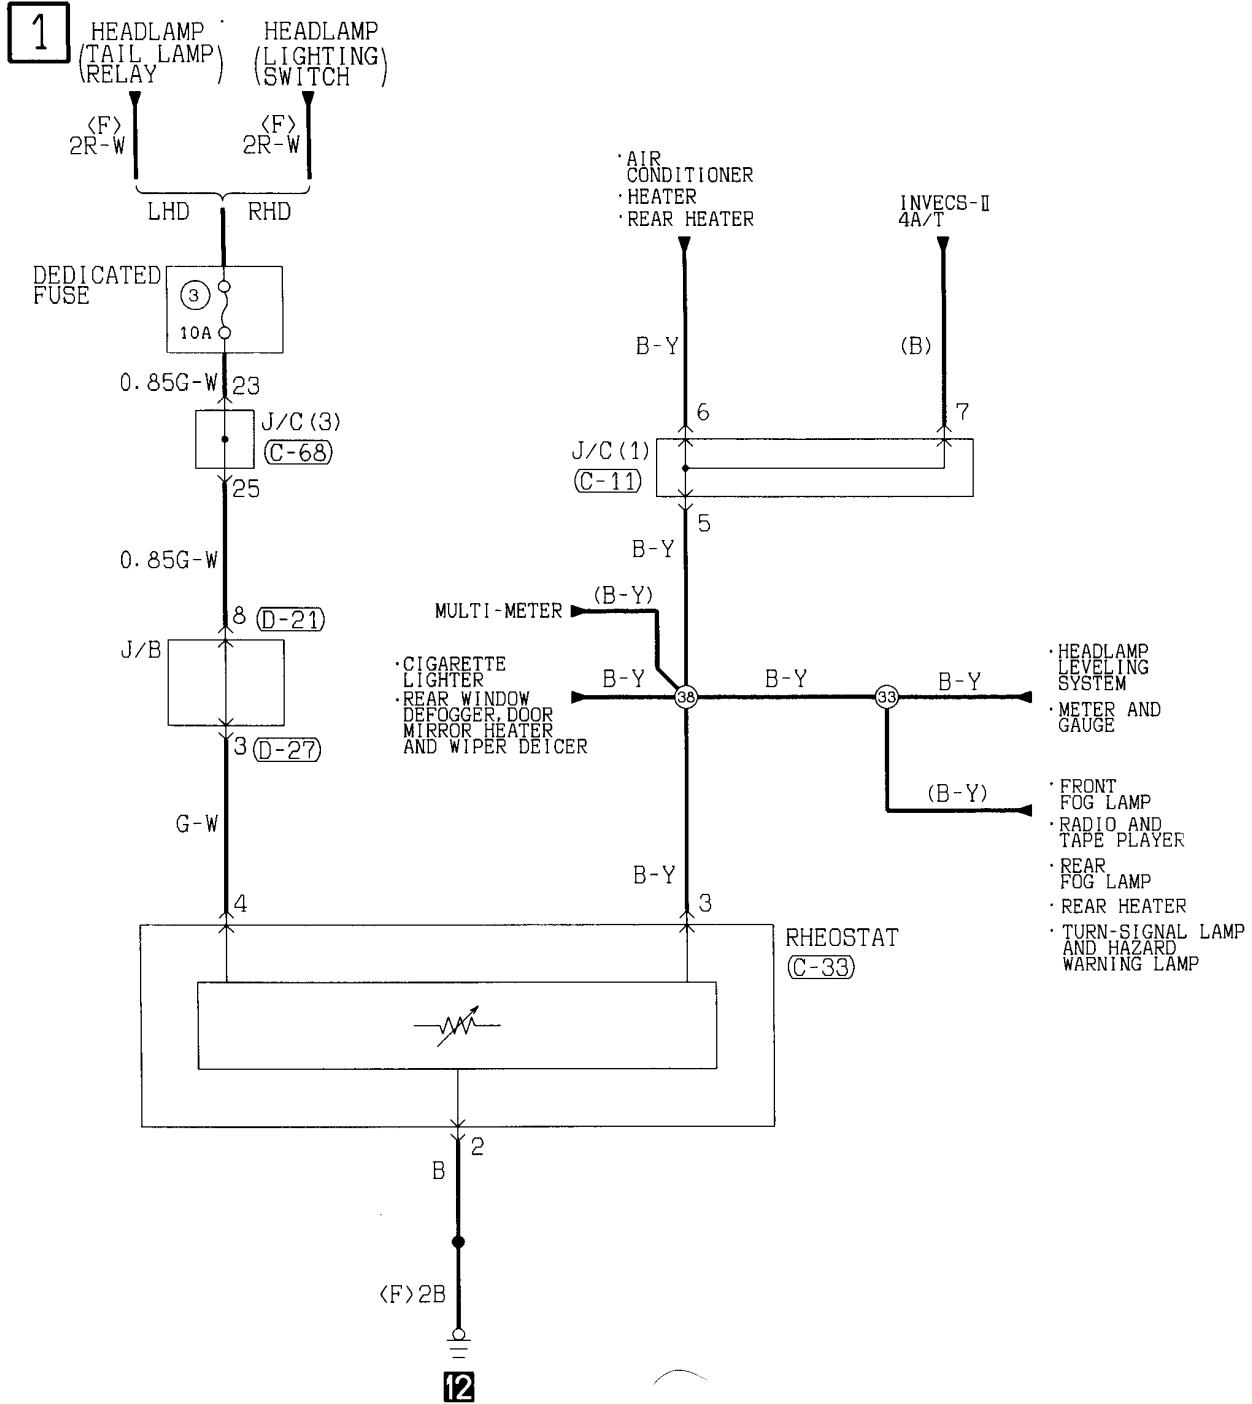 1
HEADLAMP
(TAIL LAMP)
RELAY
HEADLAMP
(LIGHTING)
SWITCH
<F>
2R-W
<F>
2R-W
LHD
RHD
DEDICATED
FUSE
3
10A
0.85G-W
23
J/C(3)
C-68
25
0.85G-W
8
D-21
J/B
3
D-27
G-W
4
·AIR
CONDITIONER
·HEATER
·REAR HEATER
INVECS-Ⅱ
4A/T
B-Y
(B)
6
7
J/C(1)
C-11
5
B-Y
MULTI-METER
(B-Y)
·CIGARETTE
LIGHTER
·REAR WINDOW
DEFOGGER, DOOR
MIRROR HEATER
AND WIPER DEICER
B-Y
38
B-Y
33
B-Y
·HEADLAMP
LEVELING
SYSTEM
·METER AND
GAUGE
(B-Y)
·FRONT
FOG LAMP
·RADIO AND
TAPE PLAYER
·REAR
FOG LAMP
·REAR HEATER
·TURN-SIGNAL LAMP
AND HAZARD
WARNING LAMP
B-Y
3
RHEOSTAT
C-33
2
B
<F>2B
12